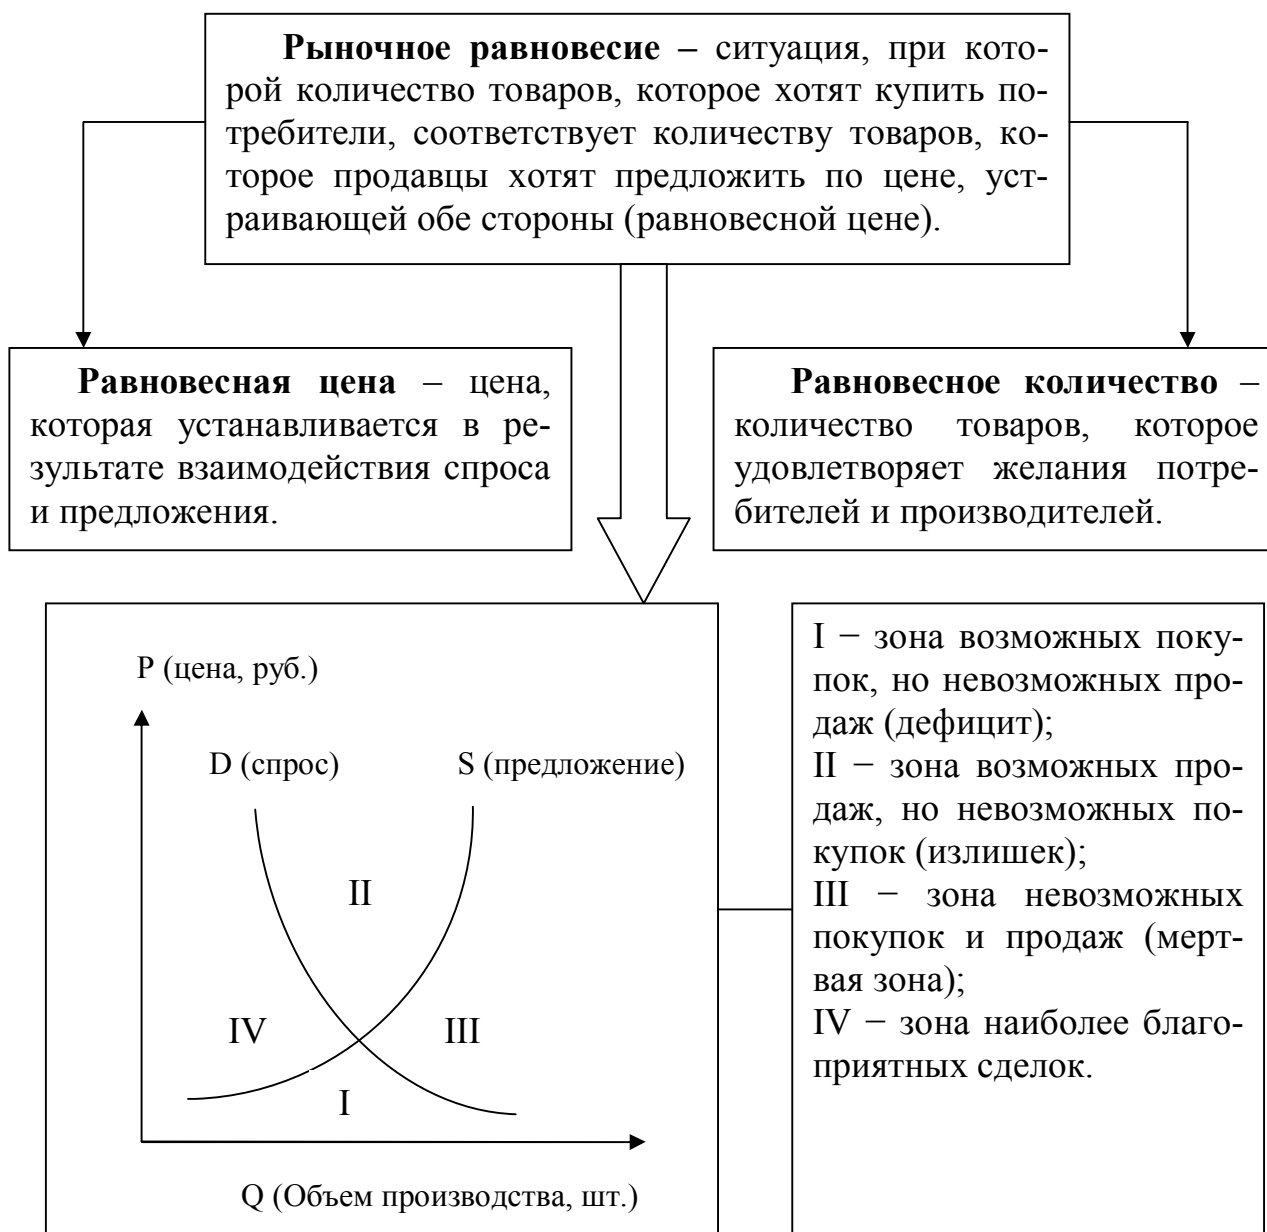 Рыночное равновесие – ситуация, при кото-
рой количество товаров, которое хотят купить по-
требители, соответствует количеству товаров, ко-
торое продавцы хотят предложить по цене, уст-
раивающей обе стороны (равновесной цене).
Равновесная цена – цена,
которая устанавливается в ре-
зультате взаимодействия спроса
и предложения.
Равновесное количество –
количество товаров, которое
удовлетворяет желания потре-
бителей и производителей.
P (цена, руб.)
D (спрос)
S (предложение)
II
IV
III
I
Q (Объем производства, шт.)
I − зона возможных поку-
пок, но невозможных про-
даж (дефицит);
II − зона возможных про-
даж, но невозможных по-
купок (излишек);
III − зона невозможных
покупок и продаж (мерт-
вая зона);
IV − зона наиболее благо-
приятных сделок.